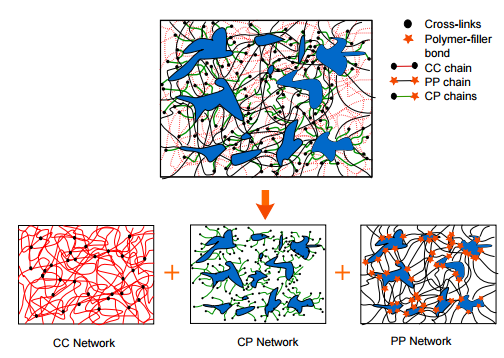 Cross-links
Polymer-filler
bond
CC chain
PP chain
CP chains
+
+
CC Network
CP Network
PP Network